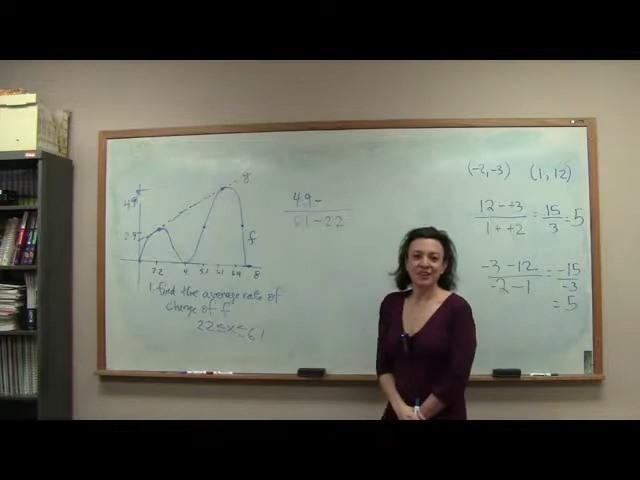 g
4.9
2.5
f
2.2 4 5.1 6.1 6.9 8
1. find the average rate of
change of f
2.2 ≤ x ≤ 6.1
4.9 -
6.1 - 2.2
(-2, -3) (1, 12)
12 - -3 / 1 + +2 = 15 / 3 = 5
-3 - 12 / -2 - 1 = -15 / -3
= 5